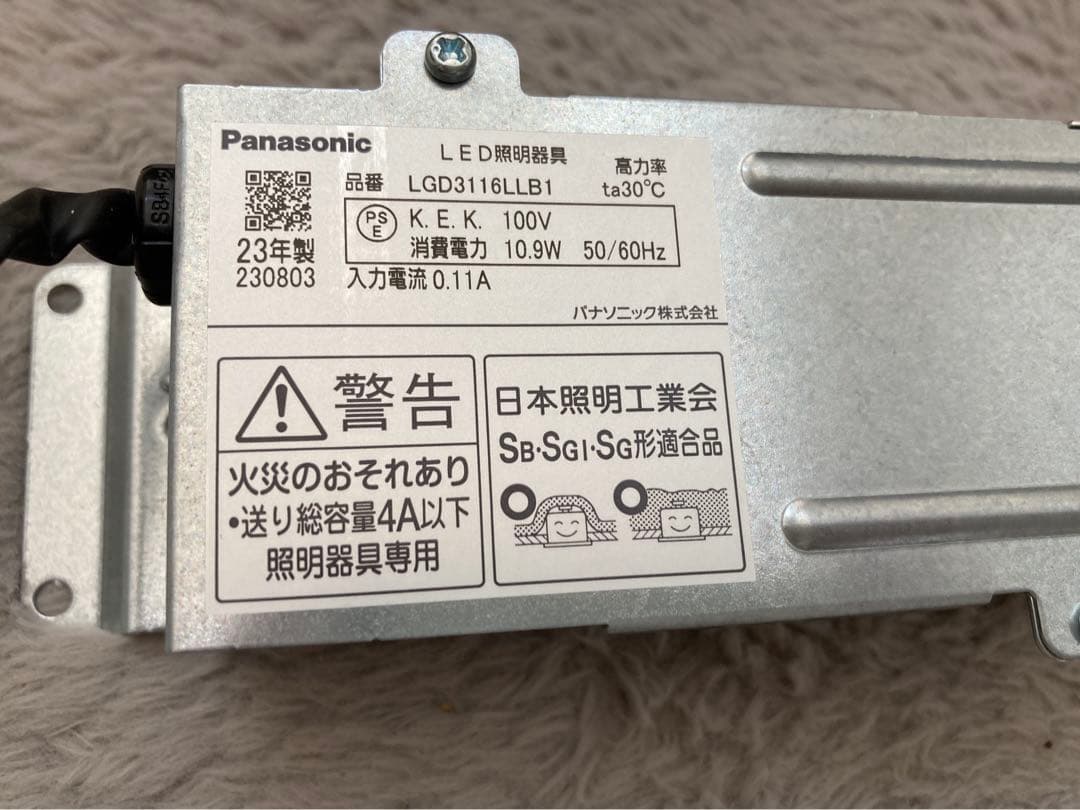 Panasonic
LED照明器具
高力率
品番 LGD3116LLB1
ta30℃
PS
E
K.E.K. 100V
23年製
消費電力 10.9W 50/60Hz
230803
入力電流0.11A
パナソニック株式会社
警告
火災のおそれあり
・送り総容量4A以下
照明器具専用
日本照明工業会
SB・SGI・SG形適合品